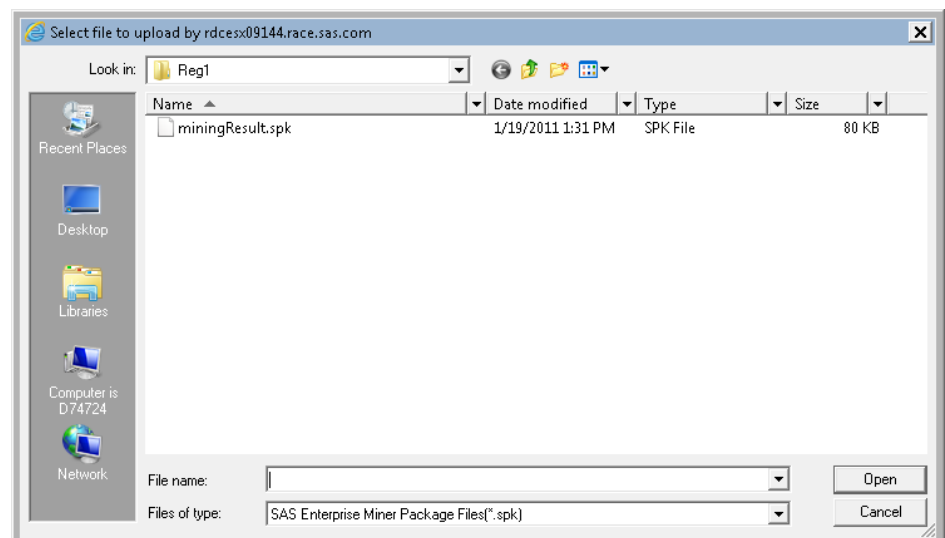 Select file to upload by rdcesx09144.race.sas.com
Look in: Reg1
Name Date modified Type Size
miningResult.spk 1/19/2011 1:31 PM SPK File 80 KB
Recent Places
Desktop
Libraries
Computer is
D74724
Network
File name: Open
Files of type: SAS Enterprise Miner Package Files(*.spk) Cancel